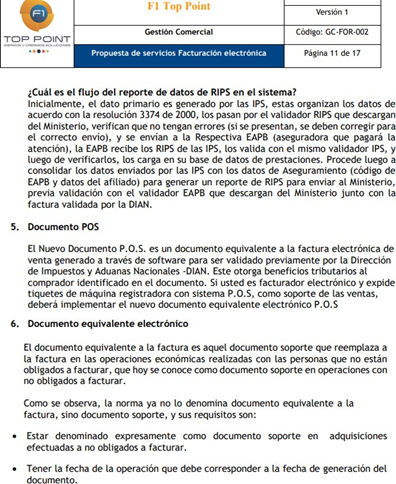 F1 Top Point
Versión 1
F1
TOP POINT
Gestión Comercial
Código: GC-FOR-002
Propuesta de servicios Facturación electrónica
Página 11 de 17
¿Cuál es el flujo del reporte de datos de RIPS en el sistema?
Inicialmente, el dato primario es generado por las IPS, estas organizan los datos de
acuerdo con la resolución 3374 de 2000, los pasan por el validador RIPS que descargan
del Ministerio, verifican que no tengan errores (si se presentan, se deben corregir para
el correcto envío), y se envían a la Respectiva EAPB (aseguradora que pagará la
atención), la EAPB recibe los RIPS de las IPS, los valida con el mismo validador IPS, y
luego de verificarlos, los carga en su base de datos de prestaciones. Procede luego a
consolidar los datos enviados por las IPS con los datos de Aseguramiento (código de
EAPB y datos del afiliado) para generar un reporte de RIPS para enviar al Ministerio,
previa validación con el validador EAPB que descargan del Ministerio junto con la
factura validada por la DIAN.
5. Documento POS
El Nuevo Documento P.O.S. es un documento equivalente a la factura electrónica de
venta generado a través de software para ser validado previamente por la Dirección
de Impuestos y Aduanas Nacionales -DIAN. Este otorga beneficios tributarios al
comprador identificado en el documento. Si usted es facturador electrónico y expide
tiquetes de máquina registradora con sistema P.O.S, como soporte de las ventas,
deberá implementar el nuevo documento equivalente electrónico P.O.S
6. Documento equivalente electrónico
El documento equivalente a la factura es aquel documento soporte que reemplaza a
la factura en las operaciones económicas realizadas con las personas que no están
obligados a facturar, que hoy se conoce como documento soporte en operaciones con
no obligados a facturar.
Como se observa, la norma ya no lo denomina documento equivalente a la
factura, sino documento soporte, y sus requisitos son:
• Estar denominado expresamente como documento soporte en adquisiciones
efectuadas a no obligados a facturar.
• Tener la fecha de la operación que debe corresponder a la fecha de generación del
documento.